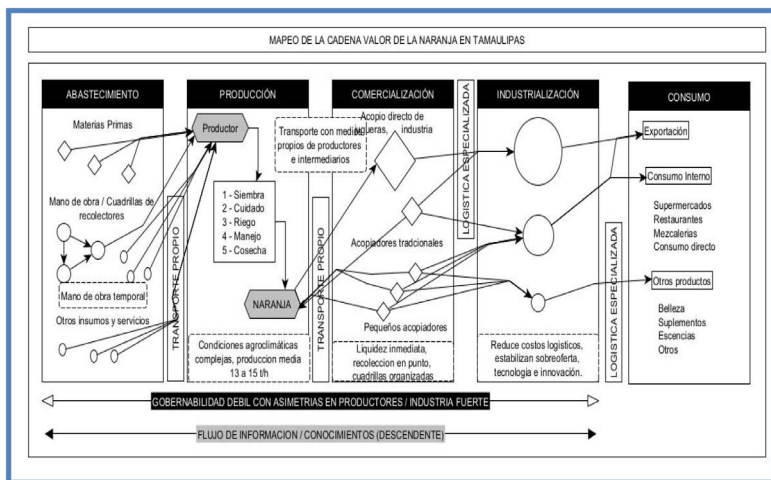 MAPEO DE LA CADENA VALOR DE LA NARANJA EN TAMAULIPAS
ABASTECIMIENTO
Materias Primas
Mano de obra / Cuadrillas de
recolectores
Mano de obra temporal
Otros insumos y servicios
TRANSPORTE PROPIO
PRODUCCIÓN
Productor
1 - Siembra
2 - Cuidado
3 - Riego
4 - Manejo
5 - Cosecha
NARANJA
Condiciones agroclimáticas
complejas, produccion media
13 a 15 t/h
Transporte con medios
propios de productores
e intermediarios
TRANSPORTE PROPIO
COMERCIALIZACIÓN
Acopio directo de
jugueras, industria
Acopiadores tradcionales
Pequeños acopiadores
Liquidez inmediata,
recoleccion en punto,
cuadrillas organizadas
LOGISTICA ESPECIALIZADA
INDUSTRIALIZACIÓN
Reduce costos logísticos,
estabilizan sobreoferta,
tecnología e innovación.
LOGISTICA ESPECIALIZADA
CONSUMO
Exportación
Consumo Interno
Supermercados
Restaurantes
Mezcalerias
Consumo directo
Otros productos
Belleza
Suplementos
Escencias
Otros
GOBERNABILIDAD DEBIL CON ASIMETRIAS EN PRODUCTORES / INDUSTRIA FUERTE
FLUJO DE INFORMACION / CONOCIMIENTOS (DESCENDENTE)